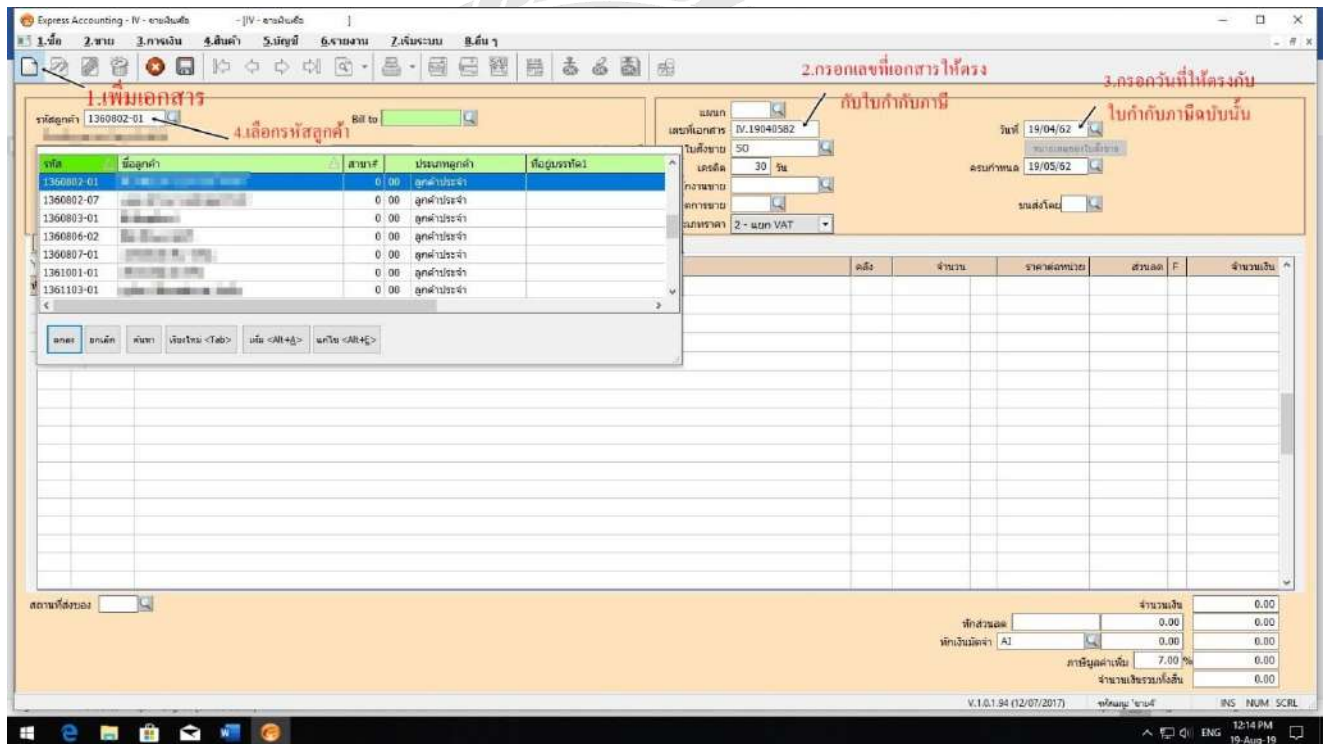 Express Accounting - IV - ขายเงินเชื่อ - [IV - ขายเงินเชื่อ ]
1.ซื้อ 2.ขาย 3.การเงิน 4.สินค้า 5.บัญชี 6.รายงาน 7.เริ่มระบบ 8.อื่น ๆ
1.เพิ่มเอกสาร
2.กรอกเลขที่เอกสารให้ตรง
กับใบกำกับภาษี
3.กรอกวันที่ให้ตรงกับ
ใบกำกับภาษีฉบับนั้น
รหัสลูกค้า 1360802-01
4.เลือกรหัสลูกค้า
Bill to
แผนก
เลขที่เอกสาร IV.19040582
วันที่ 19/04/62
ใบสั่งขาย SO
เครดิต 30 วัน
ครบกำหนด 19/05/62
ขนส่งโดย
2 - แยก VAT
รหัส ชื่อลูกค้า สาขา# ประเภทลูกค้า ที่อยู่บรรทัด1
1360802-01 0 00 ลูกค้าประจำ
1360802-07 0 00 ลูกค้าประจำ
1360803-01 0 00 ลูกค้าประจำ
1360806-02 0 00 ลูกค้าประจำ
1360807-01 0 00 ลูกค้าประจำ
1361001-01 0 00 ลูกค้าประจำ
1361103-01 0 00 ลูกค้าประจำ
ตกลง ยกเลิก ค้นหา เรียงใหม่ <Tab> เพิ่ม <Alt+A> แก้ไข <Alt+E>
คลัง จำนวน ราคาต่อหน่วย ส่วนลด F จำนวนเงิน
สถานที่ส่งของ
จำนวนเงิน 0.00
หักส่วนลด 0.00 0.00
หักเงินมัดจำ AI 0.00 0.00
ภาษีมูลค่าเพิ่ม 7.00 % 0.00
จำนวนเงินรวมทั้งสิ้น 0.00
V.1.0.1.94 (12/07/2017) INS NUM SCRL
ENG 12:14 PM
19-Aug-19